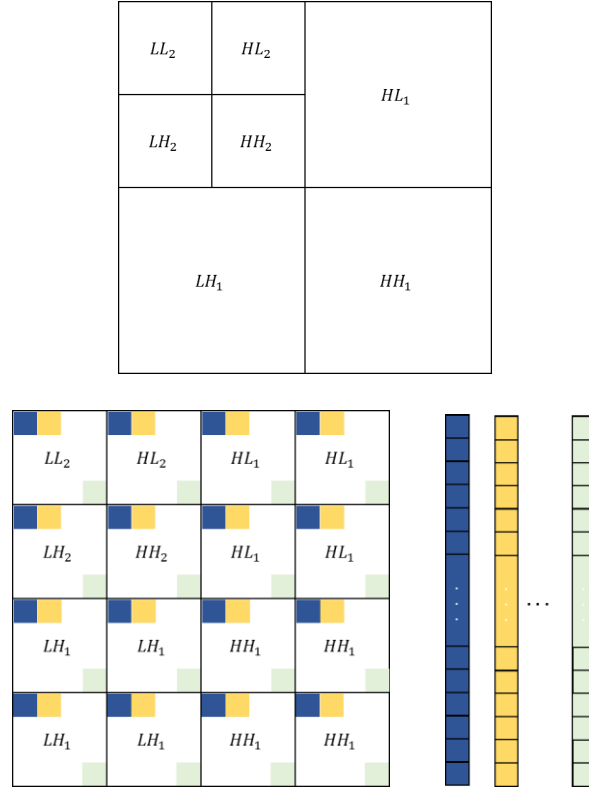 LL₂ HL₂
HL₁
LH₂ HH₂
LH₁ HH₁
LL₂ HL₂ HL₁ HL₁
LH₂ HH₂ HL₁ HL₁
LH₁ LH₁ HH₁ HH₁
...
LH₁ LH₁ HH₁ HH₁